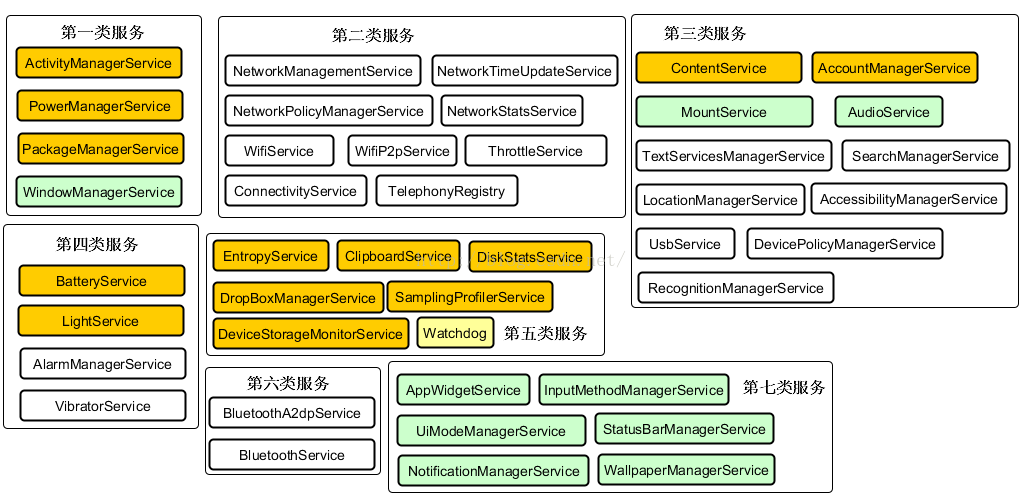 第一类服务
ActivityManagerService
PowerManagerService
PackageManagerService
WindowManagerService
第二类服务
NetworkManagementService NetworkTimeUpdateService
NetworkPolicyManagerService NetworkStatsService
WifiService WifiP2pService ThrottleService
ConnectivityService TelephonyRegistry
第三类服务
ContentService AccountManagerService
MountService AudioService
TextServicesManagerService SearchManagerService
LocationManagerService AccessibilityManagerService
UsbService DevicePolicyManagerService
RecognitionManagerService
第四类服务
BatteryService
LightService
AlarmManagerService
VibratorService
EntropyService ClipboardService DiskStatsService
DropBoxManagerService SamplingProfilerService
DeviceStorageMonitorService Watchdog 第五类服务
第六类服务
BluetoothA2dpService
BluetoothService
AppWidgetService InputMethodManagerService 第七类服务
UiModeManagerService StatusBarManagerService
NotificationManagerService WallpaperManagerService